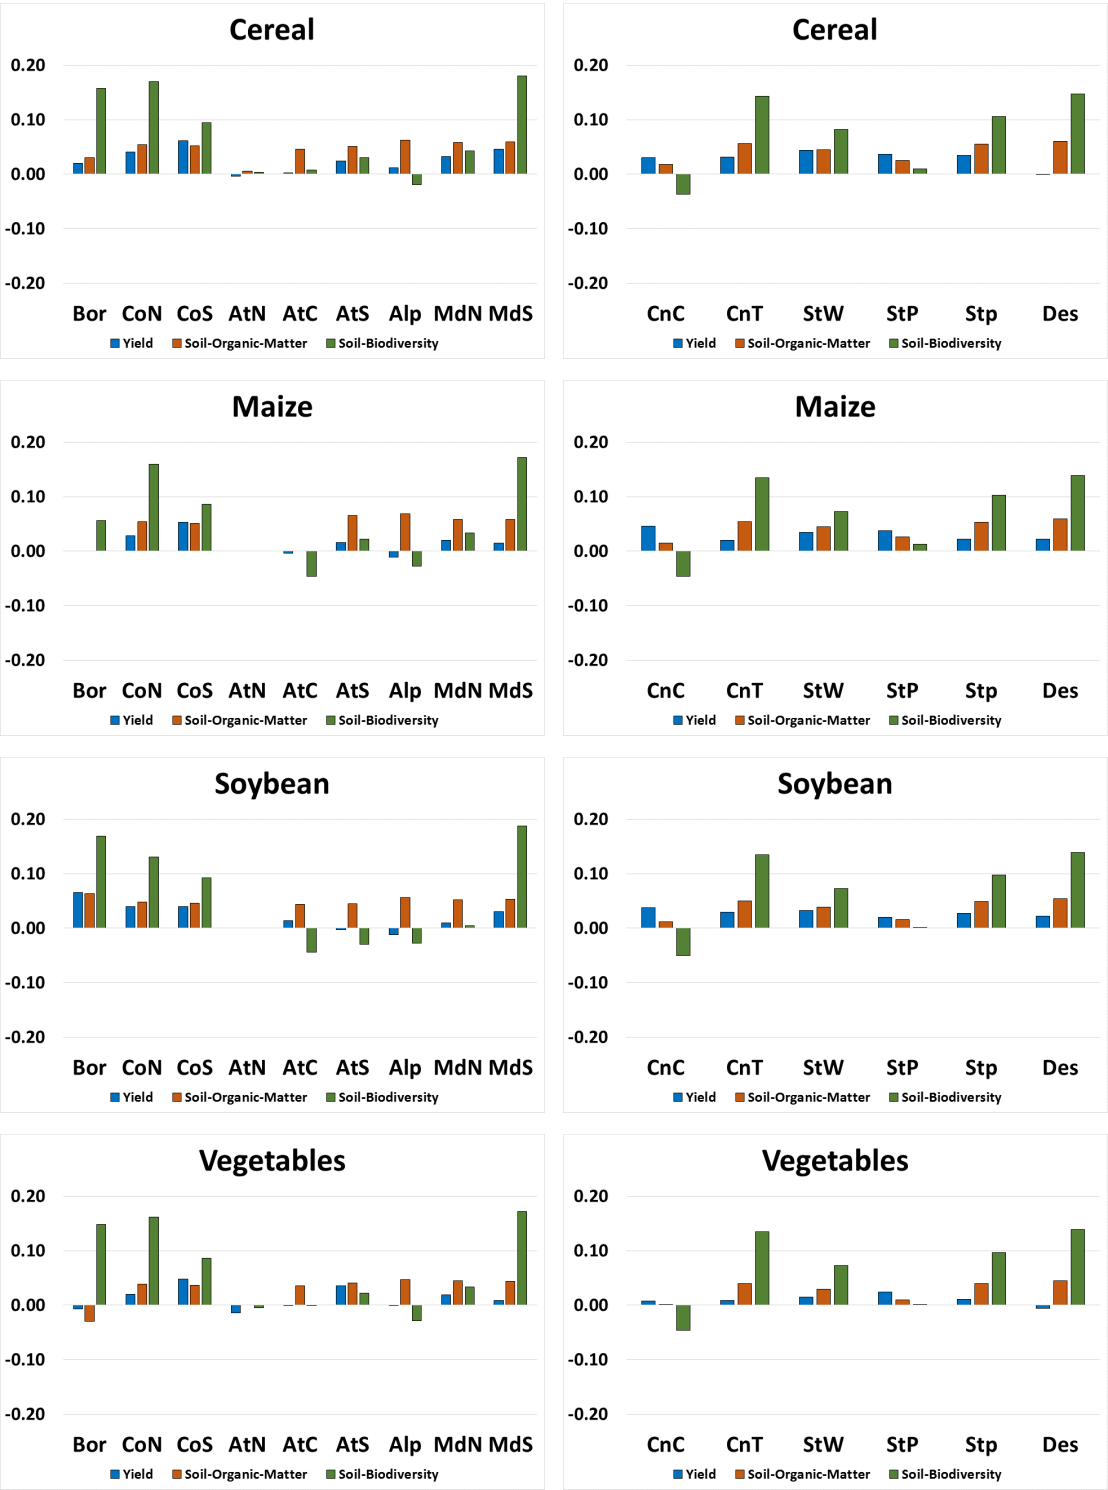 Cereal
0.20
0.10
0.00
-0.10
-0.20
Bor CoN CoS AtN AtC AtS Alp MdN MdS
Yield Soil-Organic-Matter Soil-Biodiversity
Cereal
0.20
0.10
0.00
-0.10
-0.20
CnC CnT StW StP Stp Des
Yield Soil-Organic-Matter Soil-Biodiversity
Maize
0.20
0.10
0.00
-0.10
-0.20
Bor CoN CoS AtN AtC AtS Alp MdN MdS
Yield Soil-Organic-Matter Soil-Biodiversity
Maize
0.20
0.10
0.00
-0.10
-0.20
CnC CnT StW StP Stp Des
Yield Soil-Organic-Matter Soil-Biodiversity
Soybean
0.20
0.10
0.00
-0.10
-0.20
Bor CoN CoS AtN AtC AtS Alp MdN MdS
Yield Soil-Organic-Matter Soil-Biodiversity
Soybean
0.20
0.10
0.00
-0.10
-0.20
CnC CnT StW StP Stp Des
Yield Soil-Organic-Matter Soil-Biodiversity
Vegetables
0.20
0.10
0.00
-0.10
-0.20
Bor CoN CoS AtN AtC AtS Alp MdN MdS
Yield Soil-Organic-Matter Soil-Biodiversity
Vegetables
0.20
0.10
0.00
-0.10
-0.20
CnC CnT StW StP Stp Des
Yield Soil-Organic-Matter Soil-Biodiversity